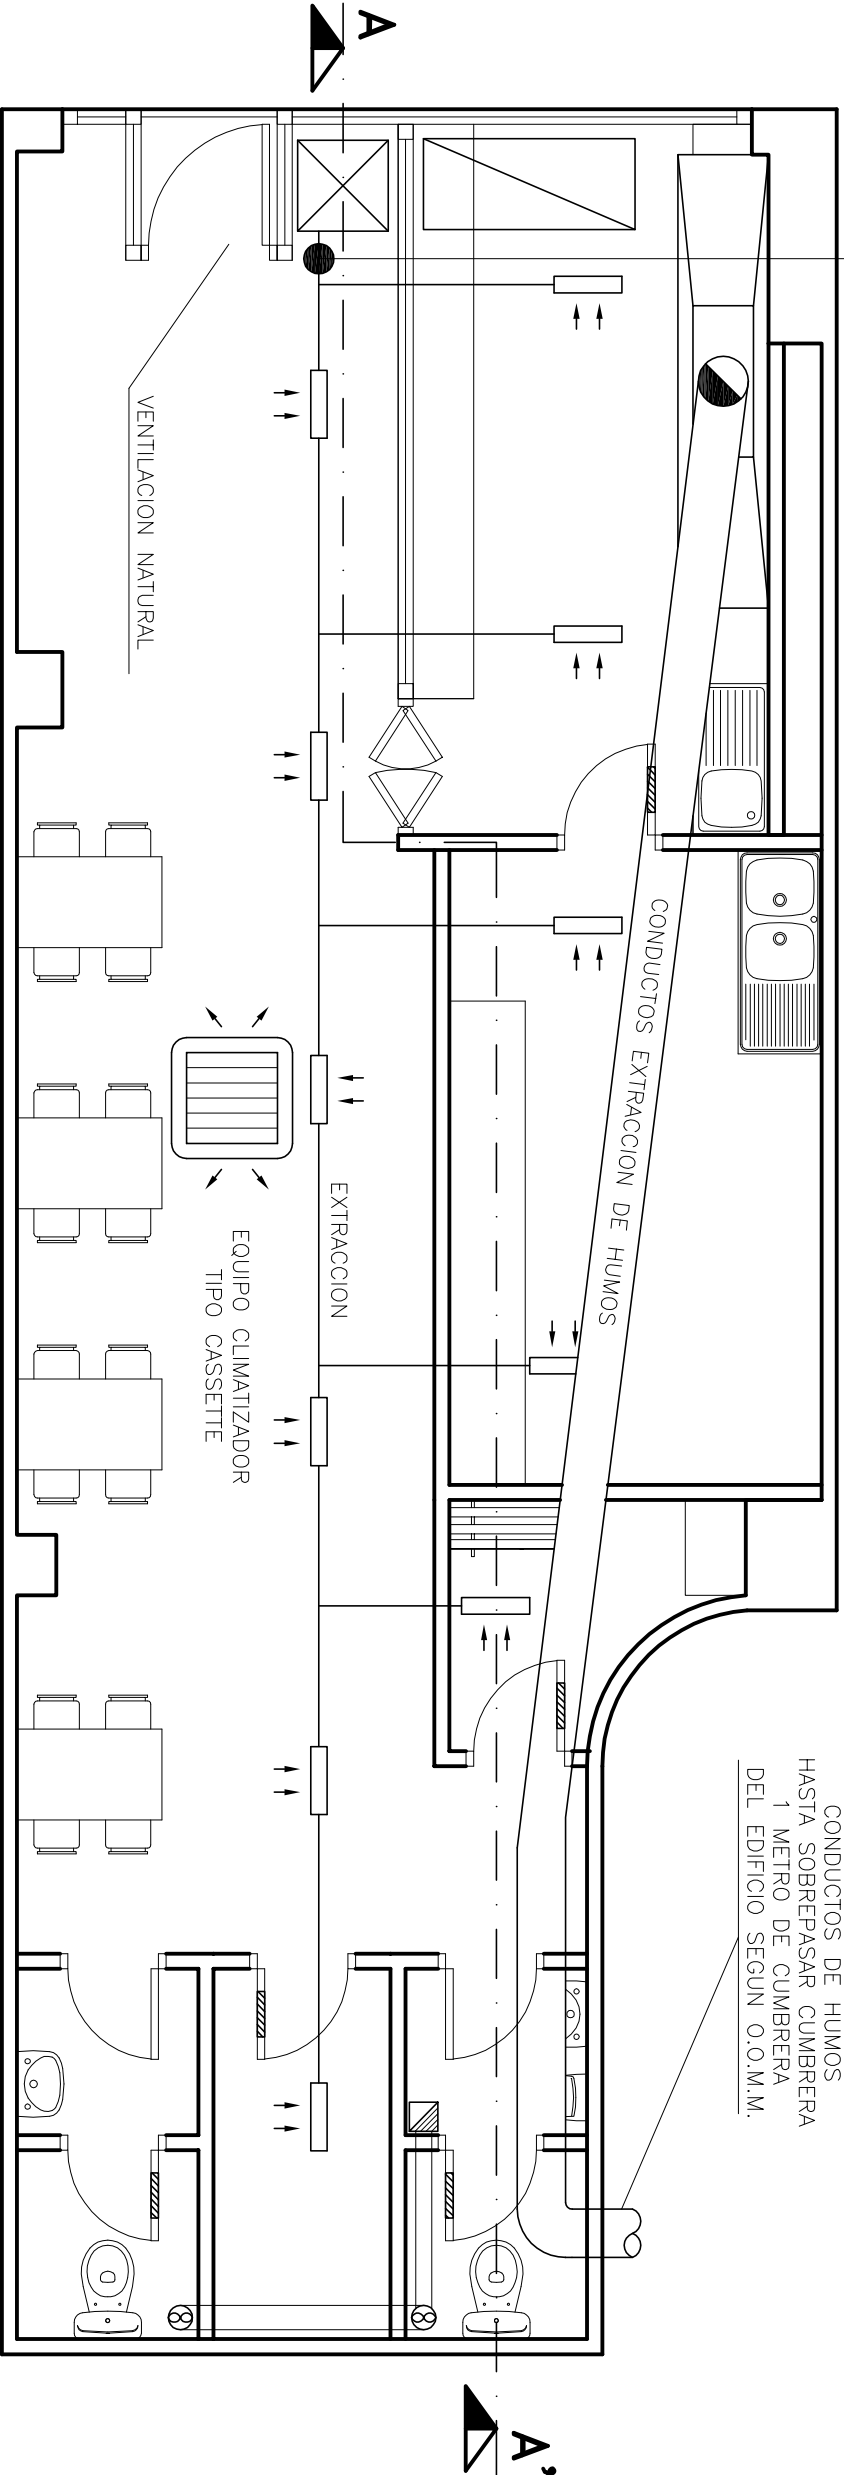 A
VENTILACION NATURAL
CONDUCTOS EXTRACCION DE HUMOS
EXTRACCION
EQUIPO CLIMATIZADOR
TIPO CASSETTE
CONDUCTOS DE HUMOS
HASTA SOBREPASAR CUMBRERA
1 METRO DE CUMBRERA
DEL EDIFICIO SEGUN O.O.M.M.
A'